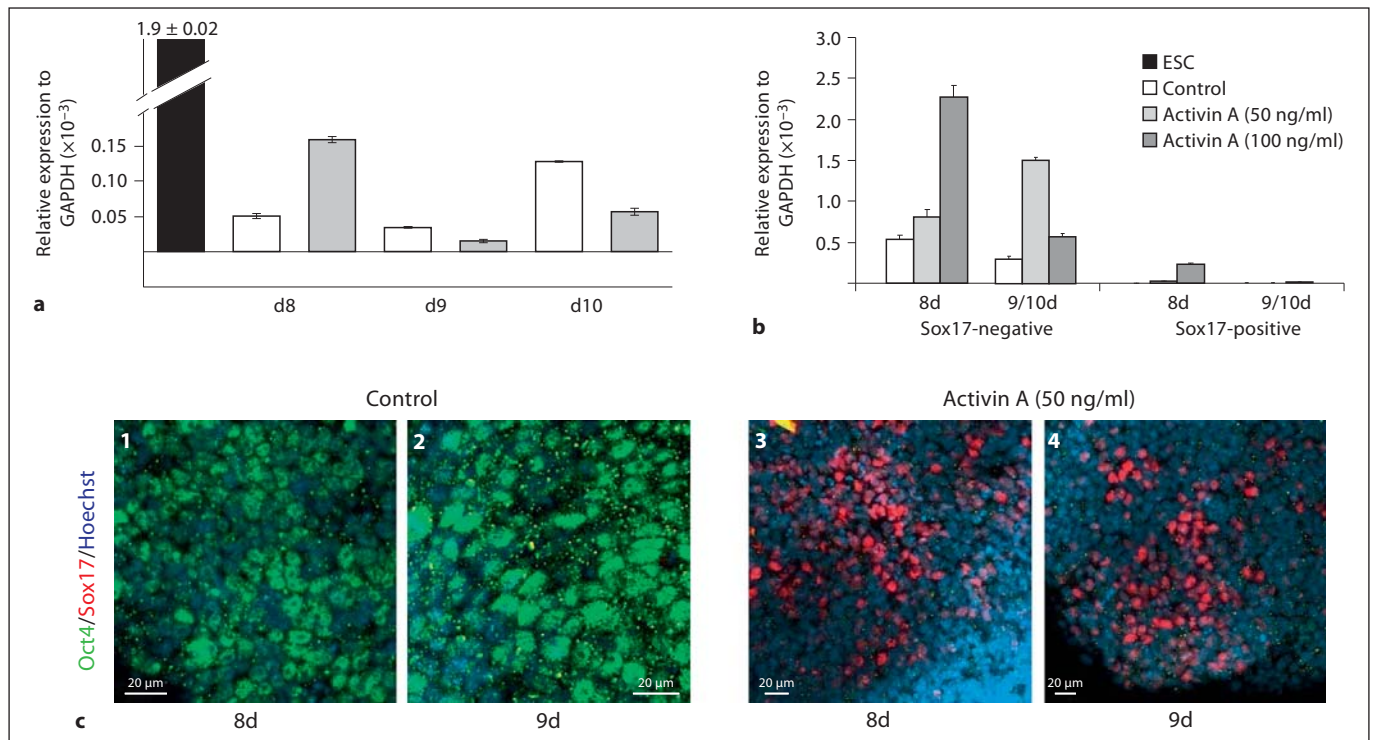 1.9 ± 0.02
Relative expression to
GAPDH (×10⁻³)
0.15
0.10
0.05
d8 d9 d10
a
Relative expression to
GAPDH (×10⁻³)
3.0
2.5
2.0
1.5
1.0
0.5
ESC
Control
Activin A (50 ng/ml)
Activin A (100 ng/ml)
8d 9/10d 8d 9/10d
Sox17-negative Sox17-positive
b
Control
Activin A (50 ng/ml)
Oct4/Sox17/Hoechst
1 2 3 4
20 µm 20 µm 20 µm 20 µm
c
8d 9d 8d 9d